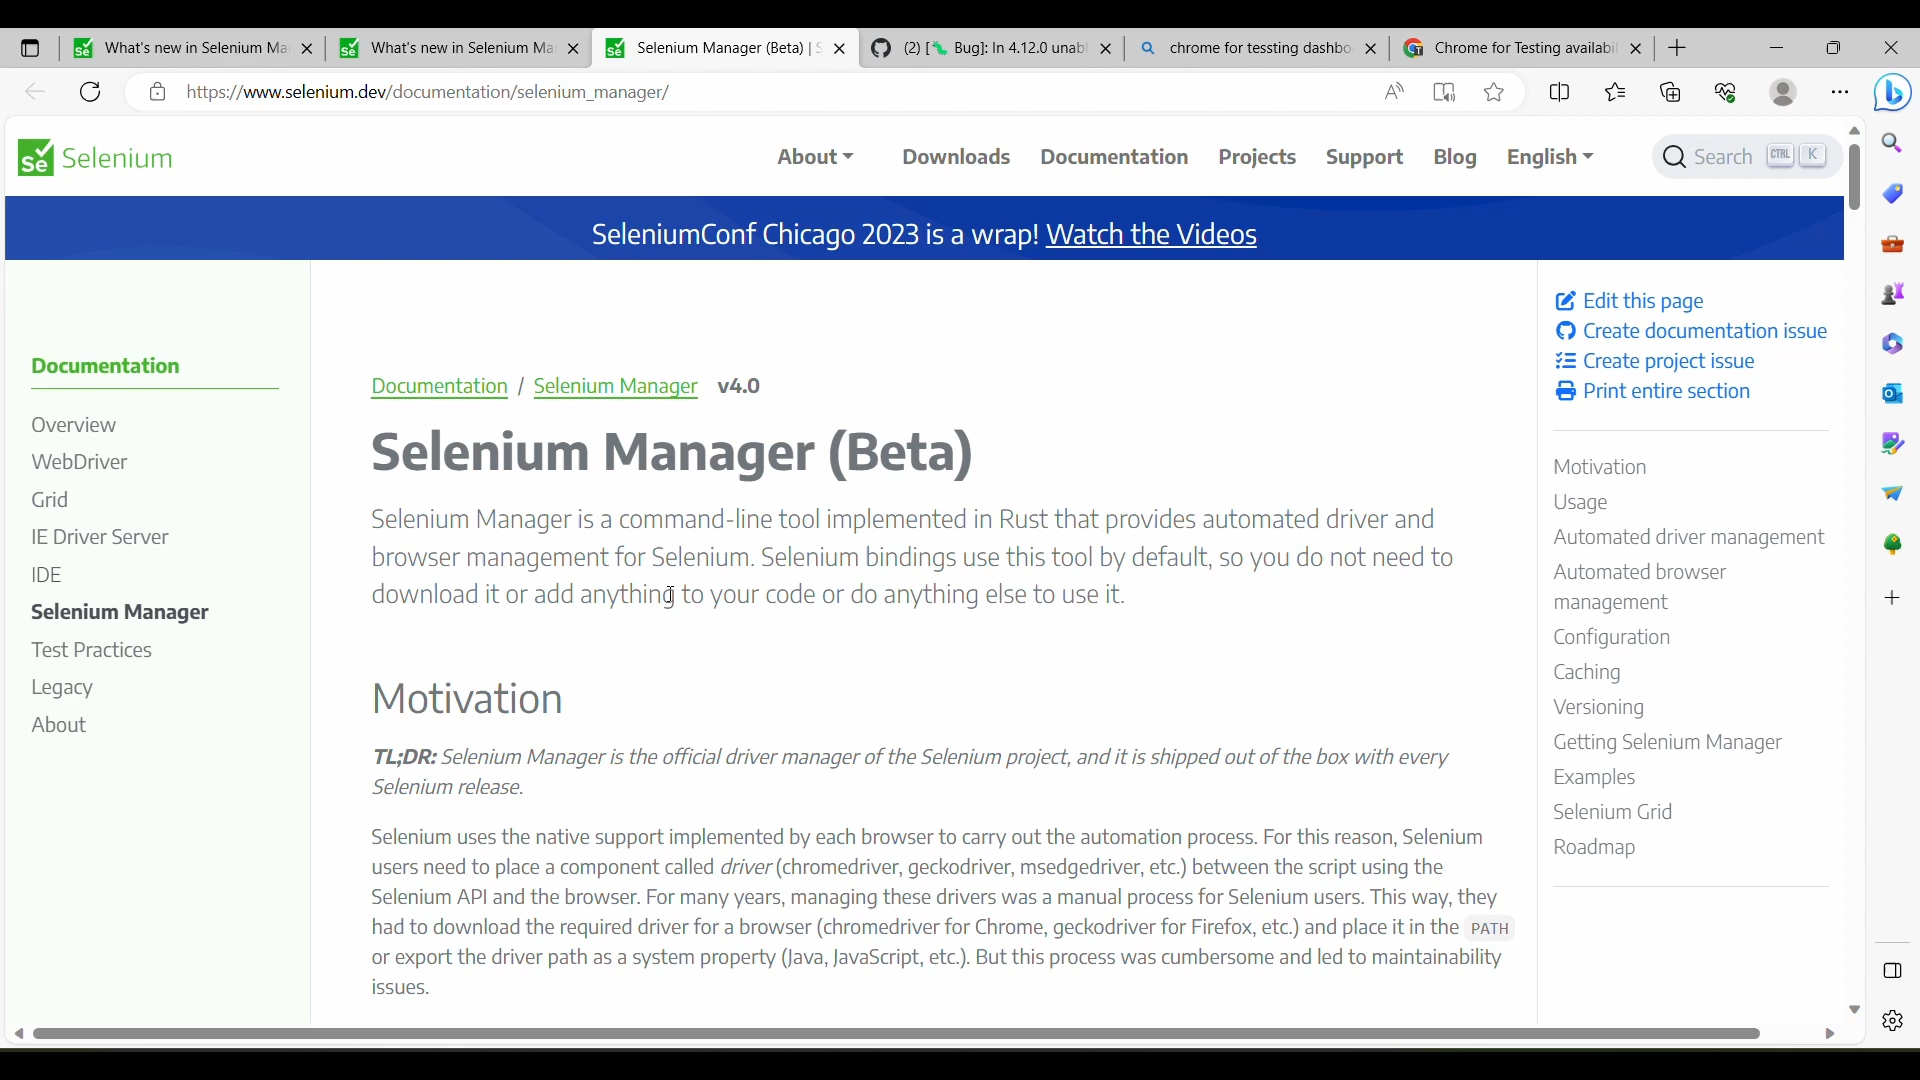 What's new in Selenium Ma
What's new in Selenium Ma
Selenium Manager (Beta) | S
(2) [🐛 Bug]: In 4.12.0 unabl
chrome for tessting dashbo
Chrome for Testing availabil
https://www.selenium.dev/documentation/selenium_manager/
Se Selenium
About
Downloads
Documentation
Projects
Support
Blog
English
Search CTRL K
SeleniumConf Chicago 2023 is a wrap! Watch the Videos
Documentation
Overview
WebDriver
Grid
IE Driver Server
IDE
Selenium Manager
Test Practices
Legacy
About
Documentation / Selenium Manager v4.0
Selenium Manager (Beta)
Selenium Manager is a command-line tool implemented in Rust that provides automated driver and
browser management for Selenium. Selenium bindings use this tool by default, so you do not need to
download it or add anything to your code or do anything else to use it.
Motivation
TL;DR: Selenium Manager is the official driver manager of the Selenium project, and it is shipped out of the box with every
Selenium release.
Selenium uses the native support implemented by each browser to carry out the automation process. For this reason, Selenium
users need to place a component called driver (chromedriver, geckodriver, msedgedriver, etc.) between the script using the
Selenium API and the browser. For many years, managing these drivers was a manual process for Selenium users. This way, they
had to download the required driver for a browser (chromedriver for Chrome, geckodriver for Firefox, etc.) and place it in the PATH
or export the driver path as a system property (Java, JavaScript, etc.). But this process was cumbersome and led to maintainability
issues.
Edit this page
Create documentation issue
Create project issue
Print entire section
Motivation
Usage
Automated driver management
Automated browser
management
Configuration
Caching
Versioning
Getting Selenium Manager
Examples
Selenium Grid
Roadmap